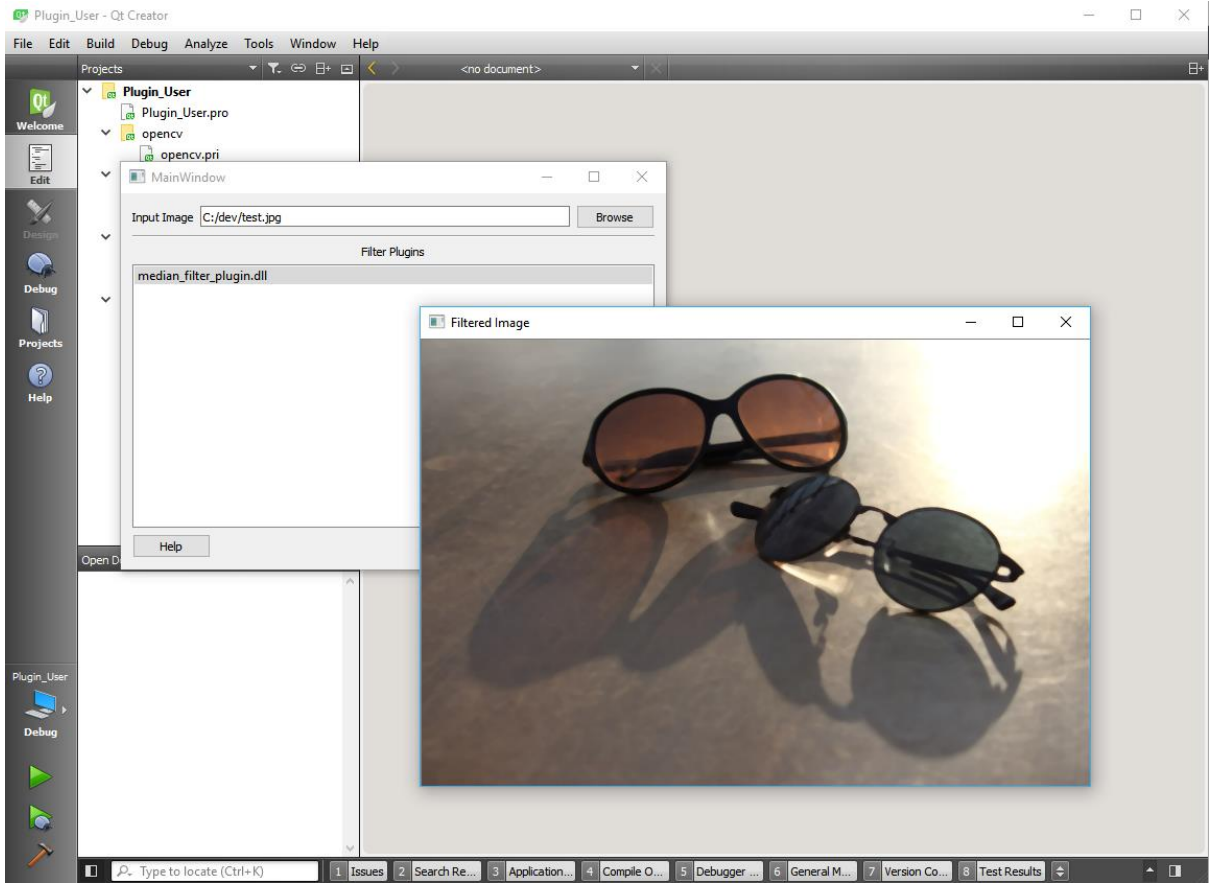 Plugin_User - Qt Creator
File Edit Build Debug Analyze Tools Window Help
Projects
<no document>
Qt
Welcome
Edit
Design
Debug
Projects
Help
Plugin_User
Plugin_User.pro
opencv
opencv.pri
MainWindow
Input Image C:/dev/test.jpg Browse
Filter Plugins
median_filter_plugin.dll
Help
Filtered Image
Open D
Plugin_User
Debug
Type to locate (Ctrl+K) 1 Issues 2 Search Re... 3 Application... 4 Compile O... 5 Debugger ... 6 General M... 7 Version Co... 8 Test Results